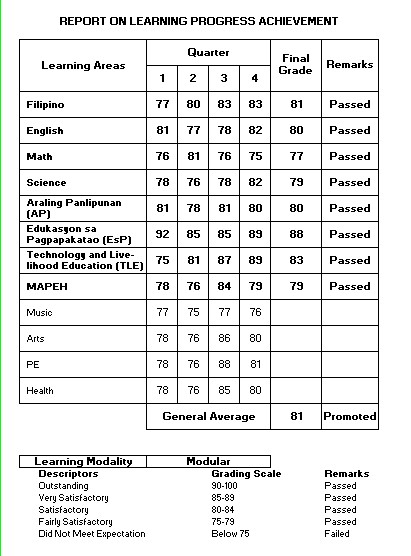 REPORT ON LEARNING PROGRESS ACHIEVEMENT
Learning Areas Quarter Final Grade Remarks
1 2 3 4
Filipino 77 80 83 83 81 Passed
English 81 77 78 82 80 Passed
Math 76 81 76 75 77 Passed
Science 78 76 78 82 79 Passed
Araling Panlipunan
(AP) 81 78 81 80 80 Passed
Edukasyon sa
Pagpapakatao (EsP) 92 85 85 89 88 Passed
Technology and Live-
lihood Education (TLE) 75 81 87 89 83 Passed
MAPEH 78 76 84 79 79 Passed
Music 77 75 77 76
Arts 78 76 86 80
PE 78 76 88 81
Health 78 76 85 80
General Average 81 Promoted
Learning Modality Modular
Descriptors Grading Scale Remarks
Outstanding 90-100 Passed
Very Satisfactory 85-89 Passed
Satisfactory 80-84 Passed
Fairly Satisfactory 75-79 Passed
Did Not Meet Expectation Below 75 Failed